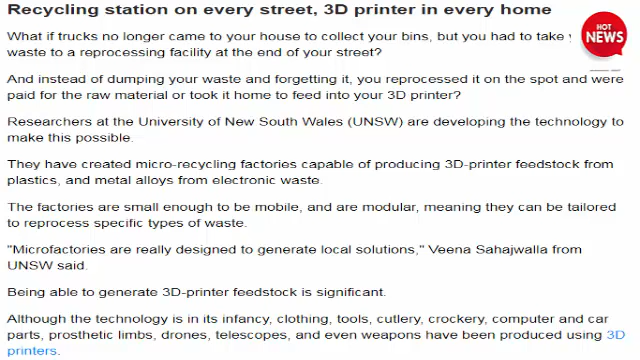 Recycling station on every street, 3D printer in every home
HOT
NEWS
What if trucks no longer came to your house to collect your bins, but you had to take
waste to a reprocessing facility at the end of your street?
And instead of dumping your waste and forgetting it, you reprocessed it on the spot and were
paid for the raw material or took it home to feed into your 3D printer?
Researchers at the University of New South Wales (UNSW) are developing the technology to
make this possible.
They have created micro-recycling factories capable of producing 3D-printer feedstock from
plastics, and metal alloys from electronic waste.
The factories are small enough to be mobile, and are modular, meaning they can be tailored
to reprocess specific types of waste.
"Microfactories are really designed to generate local solutions," Veena Sahajwalla from
UNSW said.
Being able to generate 3D-printer feedstock is significant.
Although the technology is in its infancy, clothing, tools, cutlery, crockery, computer and car
parts, prosthetic limbs, drones, telescopes, and even weapons have been produced using 3D
printers.